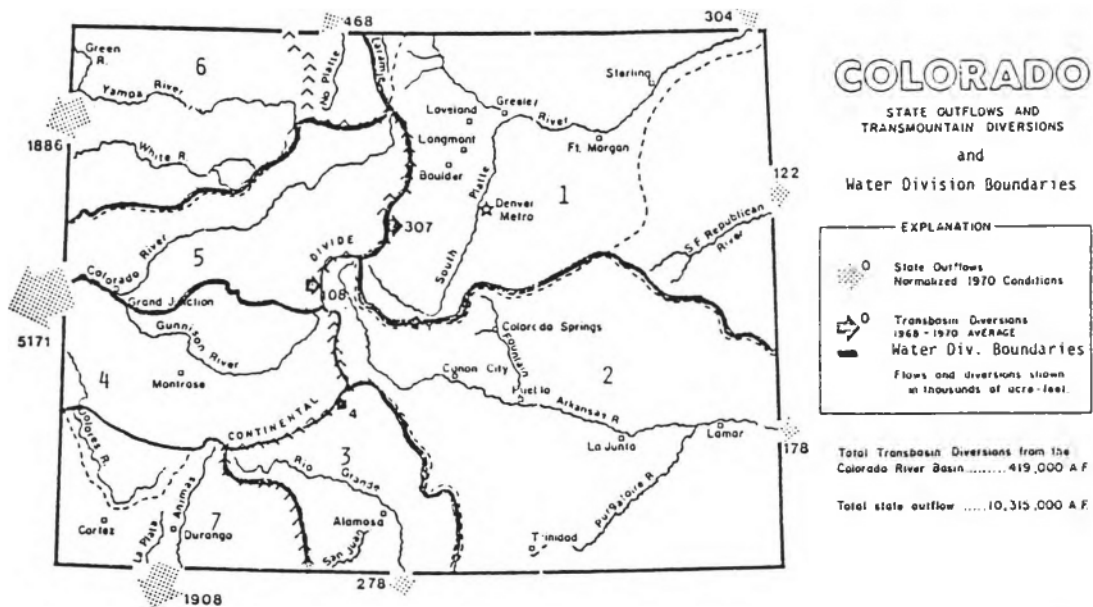 468
304
Green
R.
6
No Platte
Laramie
Sterling
Yampa River
Loveland
Greeley
River
Longmont
Ft. Morgan
1886
White R.
Boulder
1
122
Platte
Denver
Metro
307
DIVIDE
South
S.F. Republican
River
Colorado River
5
Grand Junction
108
5171
Gunnison
River
Colorado Springs
Fountain
4
Montrose
Canon City
2
Pueblo
Arkansas R.
4
CONTINENTAL
Dolores R.
3
La Junta
Lamar
178
Rio
Grande
Purgatoire R.
Animas
Cortez
La Plata
7
Durango
Alamosa
San Juan
Trinidad
278
1908
COLORADO
STATE OUTFLOWS AND
TRANSMOUNTAIN DIVERSIONS
and
Water Division Boundaries
EXPLANATION
0
State Outflows
Normalized 1970 Conditions
0
Transbasin Diversions
1968-1970 AVERAGE
Water Div. Boundaries
Flows and diversions shown
in thousands of acre-feet.
Total Transbasin Diversions from the
Colorado River Basin ........ 419,000 A.F.
Total state outflow ..... 10,315,000 A.F.